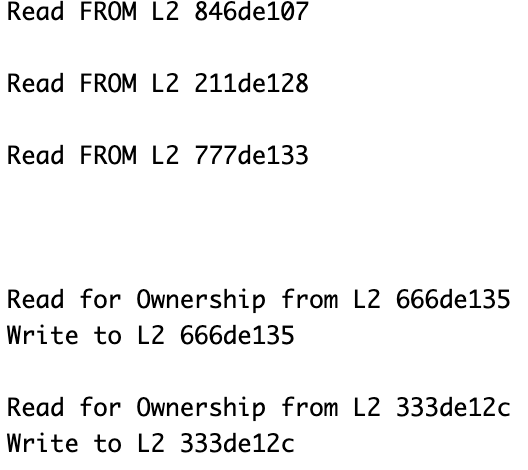 Read FROM L2 846de107
Read FROM L2 211de128
Read FROM L2 777de133
Read for Ownership from L2 666de135
Write to L2 666de135
Read for Ownership from L2 333de12c
Write to L2 333de12c